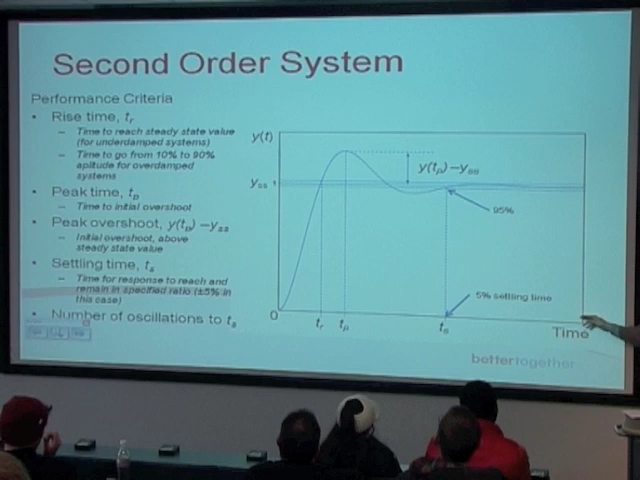 Second Order System
Performance Criteria
• Rise time, tr
– Time to reach steady state value
(for underdamped systems)
– Time to go from 10% to 90%
aplitude for overdamped
systems
• Peak time, tp
– Time to initial overshoot
• Peak overshoot, y(tp) – yss
– Initial overshoot, above
steady state value
• Settling time, ts
– Time for response to reach and
remain in specified ratio (±5% in
this case)
• Number of oscillations to ts
y(t)
y(tp) – yss
yss
95%
5% settling time
0
tr
tp
ts
Time
bettertogether